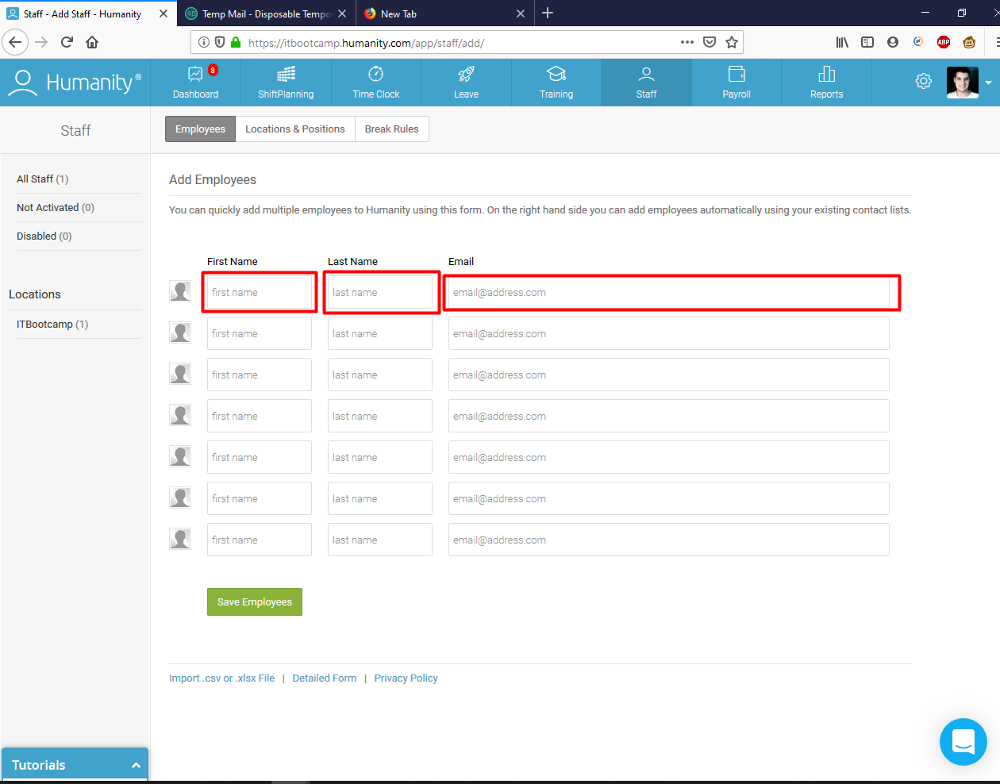 Staff - Add Staff - Humanity
Temp Mail - Disposable Tempo
New Tab
https://itbootcamp.humanity.com/app/staff/add/
ABP
Humanity®
8
Dashboard
ShiftPlanning
Time Clock
Leave
Training
Staff
Payroll
Reports
Staff
Employees
Locations & Positions
Break Rules
All Staff (1)
Not Activated (0)
Disabled (0)
Locations
ITBootcamp (1)
Add Employees
You can quickly add multiple employees to Humanity using this form. On the right hand side you can add employees automatically using your existing contact lists.
First Name Last Name Email
first name last name email@address.com
first name last name email@address.com
first name last name email@address.com
first name last name email@address.com
first name last name email@address.com
first name last name email@address.com
first name last name email@address.com
Save Employees
Import .csv or .xlsx File | Detailed Form | Privacy Policy
Tutorials